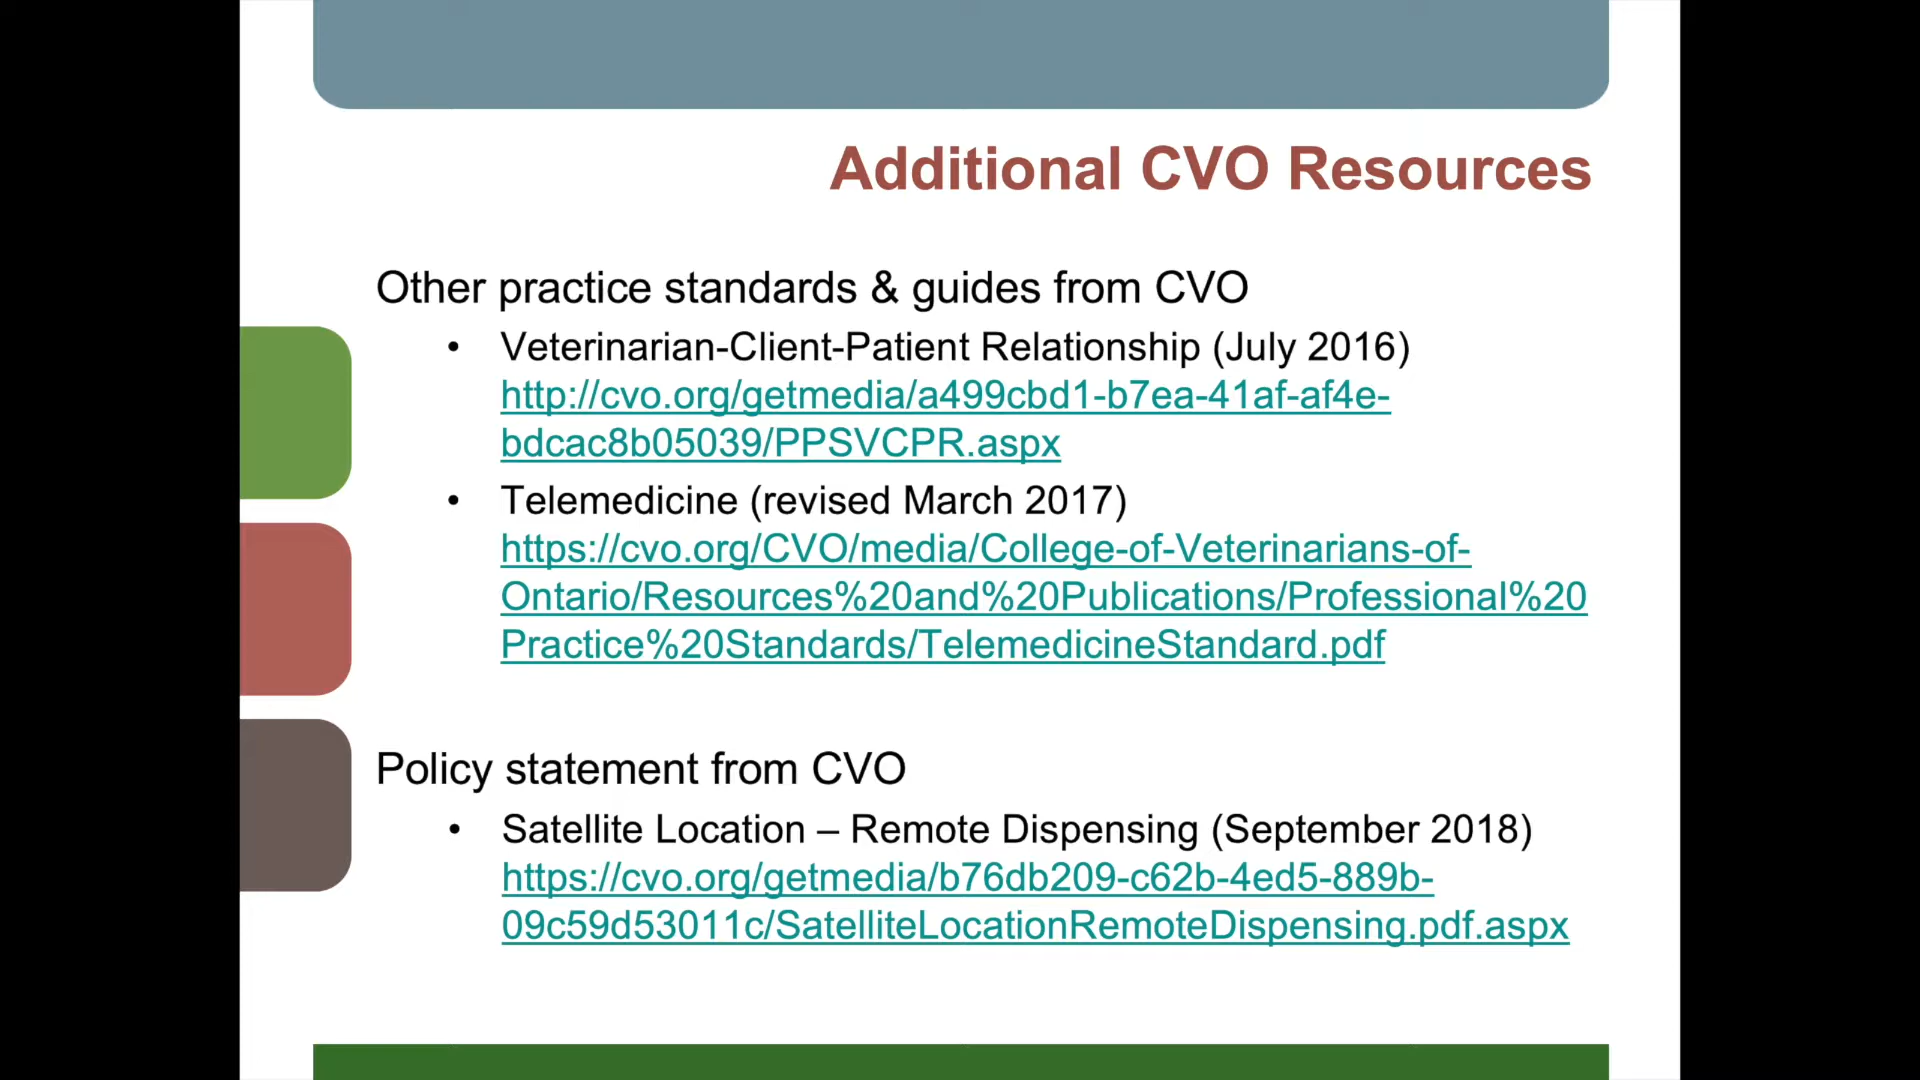 Additional CVO Resources
Other practice standards & guides from CVO
• Veterinarian-Client-Patient Relationship (July 2016)
http://cvo.org/getmedia/a499cbd1-b7ea-41af-af4e-
bdcac8b05039/PPSVCPR.aspx
• Telemedicine (revised March 2017)
https://cvo.org/CVO/media/College-of-Veterinarians-of-
Ontario/Resources%20and%20Publications/Professional%20
Practice%20Standards/TelemedicineStandard.pdf
Policy statement from CVO
• Satellite Location – Remote Dispensing (September 2018)
https://cvo.org/getmedia/b76db209-c62b-4ed5-889b-
09c59d53011c/SatelliteLocationRemoteDispensing.pdf.aspx